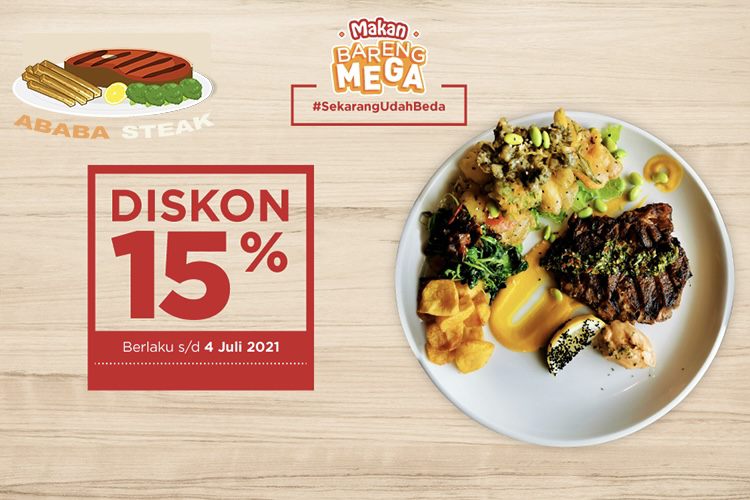 Makan
BARENG
MEGA
#SekarangUdahBeda
ABABA STEAK
DISKON
15%
Berlaku s/d 4 Juli 2021